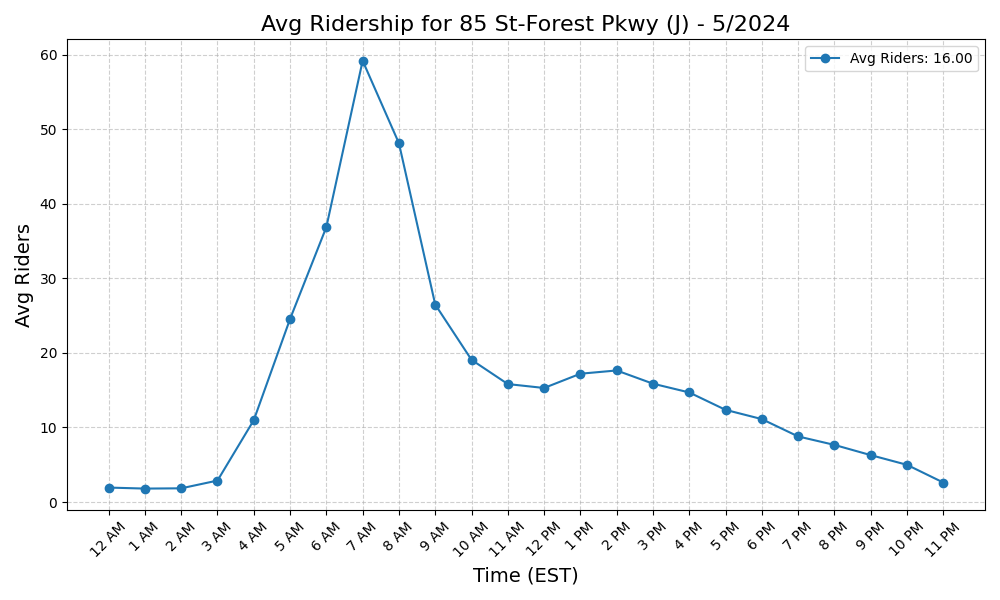 Avg Ridership for 85 St-Forest Pkwy (J) - 5/2024
Avg Riders: 16.00
Avg Riders
60
50
40
30
20
10
0
12 AM 1 AM 2 AM 3 AM 4 AM 5 AM 6 AM 7 AM 8 AM 9 AM 10 AM 11 AM 12 PM 1 PM 2 PM 3 PM 4 PM 5 PM 6 PM 7 PM 8 PM 9 PM 10 PM 11 PM
Time (EST)